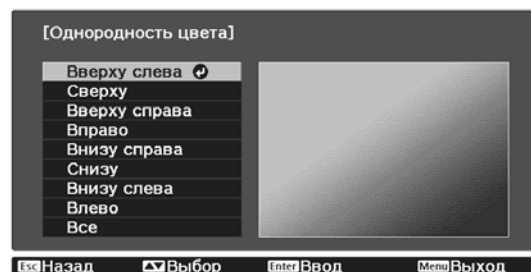 [Однородность цвета]
Вверху слева
Сверху
Вверху справа
Вправо
Внизу справа
Снизу
Внизу слева
Влево
Все
Esc Назад Выбор Enter Ввод Menu Выход